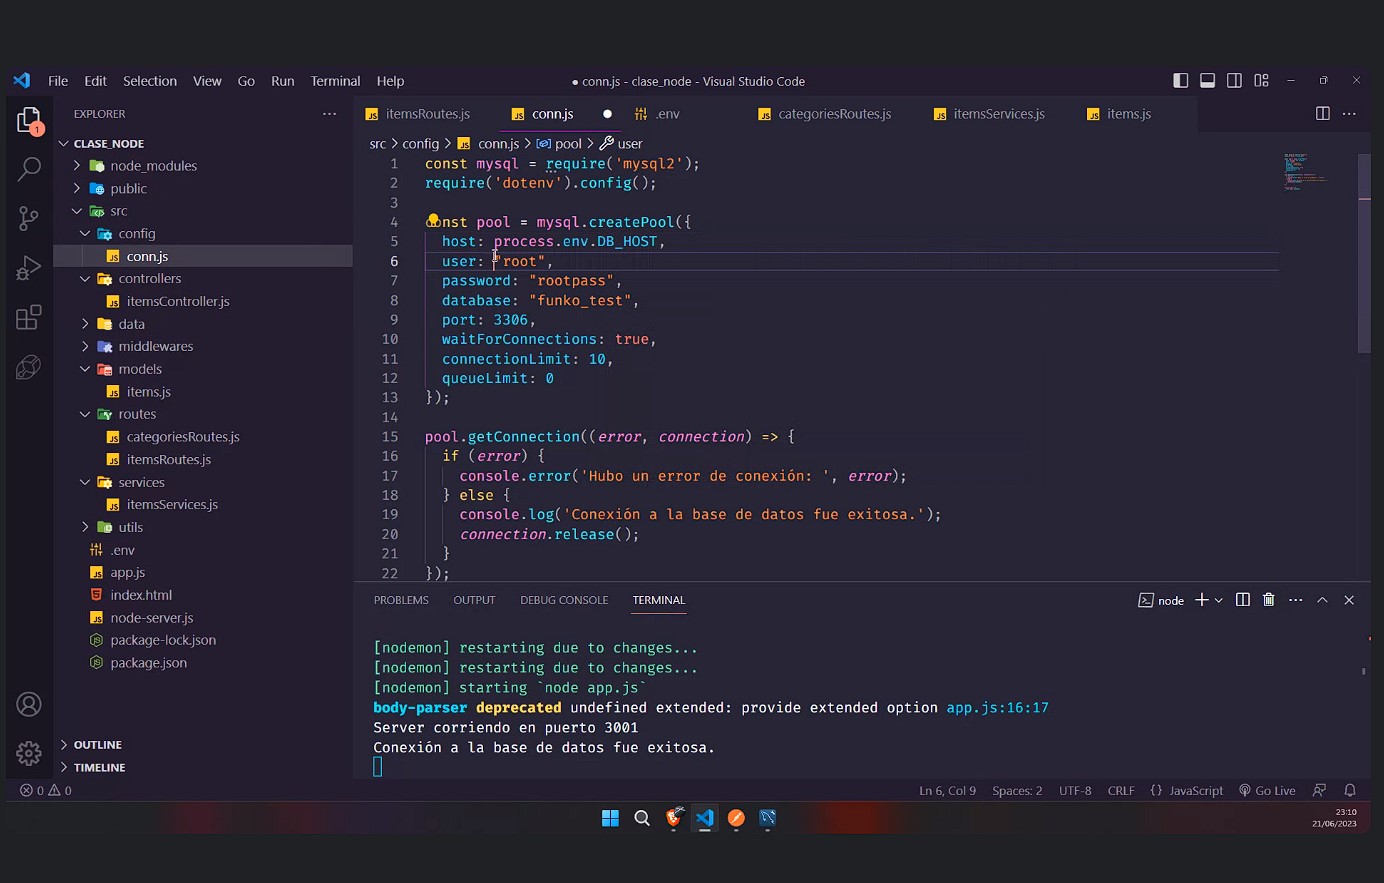 File Edit Selection View Go Run Terminal Help
● conn.js - clase_node - Visual Studio Code
EXPLORER
1
CLASE_NODE
node_modules
public
src
config
conn.js
controllers
itemsController.js
data
middlewares
models
items.js
routes
categoriesRoutes.js
itemsRoutes.js
services
itemsServices.js
utils
.env
app.js
index.html
node-server.js
package-lock.json
package.json
OUTLINE
TIMELINE
itemsRoutes.js conn.js ● .env categoriesRoutes.js itemsServices.js items.js
src > config > conn.js > pool > user
1 const mysql = require('mysql2');
2 require('dotenv').config();
3
4 const pool = mysql.createPool({
5 host: process.env.DB_HOST,
6 user: "root",
7 password: "rootpass",
8 database: "funko_test",
9 port: 3306,
10 waitForConnections: true,
11 connectionLimit: 10,
12 queueLimit: 0
13 });
14
15 pool.getConnection((error, connection) => {
16 if (error) {
17 console.error('Hubo un error de conexión: ', error);
18 } else {
19 console.log('Conexión a la base de datos fue exitosa.');
20 connection.release();
21 }
22 });
PROBLEMS OUTPUT DEBUG CONSOLE TERMINAL
node
[nodemon] restarting due to changes...
[nodemon] restarting due to changes...
[nodemon] starting `node app.js`
body-parser deprecated undefined extended: provide extended option app.js:16:17
Server corriendo en puerto 3001
Conexión a la base de datos fue exitosa.
0 0
Ln 6, Col 9 Spaces: 2 UTF-8 CRLF {} JavaScript Go Live
23:10
21/06/2023